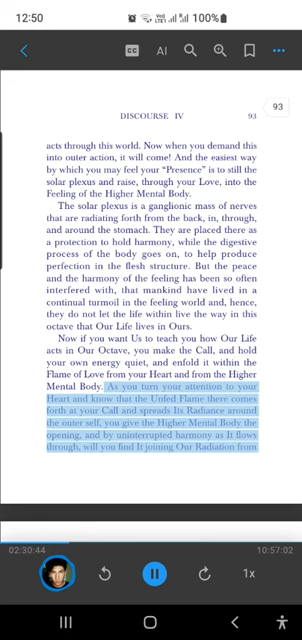 12:50
100%
CC
AI
93
DISCOURSE IV 93
acts through this world. Now when you demand this
into outer action, it will come! And the easiest way
by which you may feel your "Presence" is to still the
solar plexus and raise, through your Love, into the
Feeling of the Higher Mental Body.
The solar plexus is a ganglionic mass of nerves
that are radiating forth from the back, in, through,
and around the stomach. They are placed there as
a protection to hold harmony, while the digestive
process of the body goes on, to help produce
perfection in the flesh structure. But the peace
and the harmony of the feeling has been so often
interfered with, that mankind have lived in a
continual turmoil in the feeling world and, hence,
they do not let the life within live the way in this
octave that Our Life lives in Ours.
Now if you want Us to teach you how Our Life
acts in Our Octave, you make the Call, and hold
your own energy quiet, and enfold it within the
Flame of Love from your Heart and from the Higher
Mental Body. As you turn your attention to your
Heart and know that the Unfed Flame there comes
forth at your Call and spreads Its Radiance around
the outer self, you give the Higher Mental Body the
opening, and by uninterrupted harmony as It flows
through, will you find It joining Our Radiation from
02:30:44 10:57:02
1x